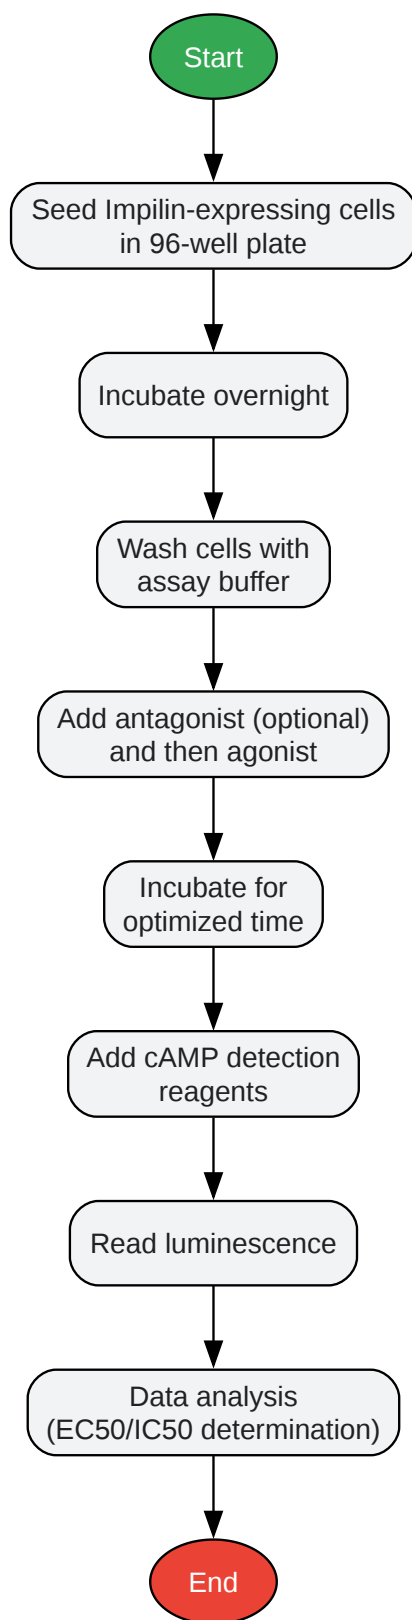 Start
Seed Impilin-expressing cells
in 96-well plate
Incubate overnight
Wash cells with
assay buffer
Add antagonist (optional)
and then agonist
Incubate for
optimized time
Add cAMP detection
reagents
Read luminescence
Data analysis
(EC50/IC50 determination)
End